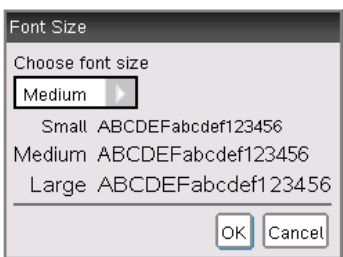 Font Size
Choose font size
Medium
Small ABCDEFabcdef123456
Medium ABCDEFabcdef123456
Large ABCDEFabcdef123456
OK Cancel